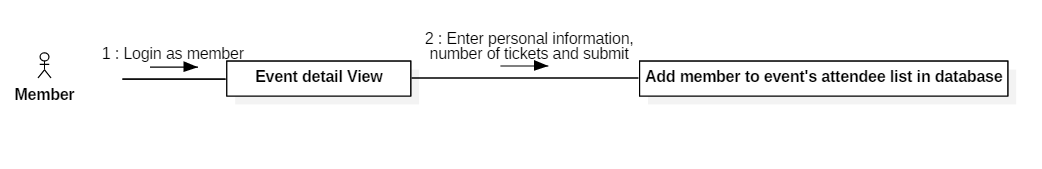 1 : Login as member
2 : Enter personal information,
number of tickets and submit
Member
Event detail View
Add member to event's attendee list in database